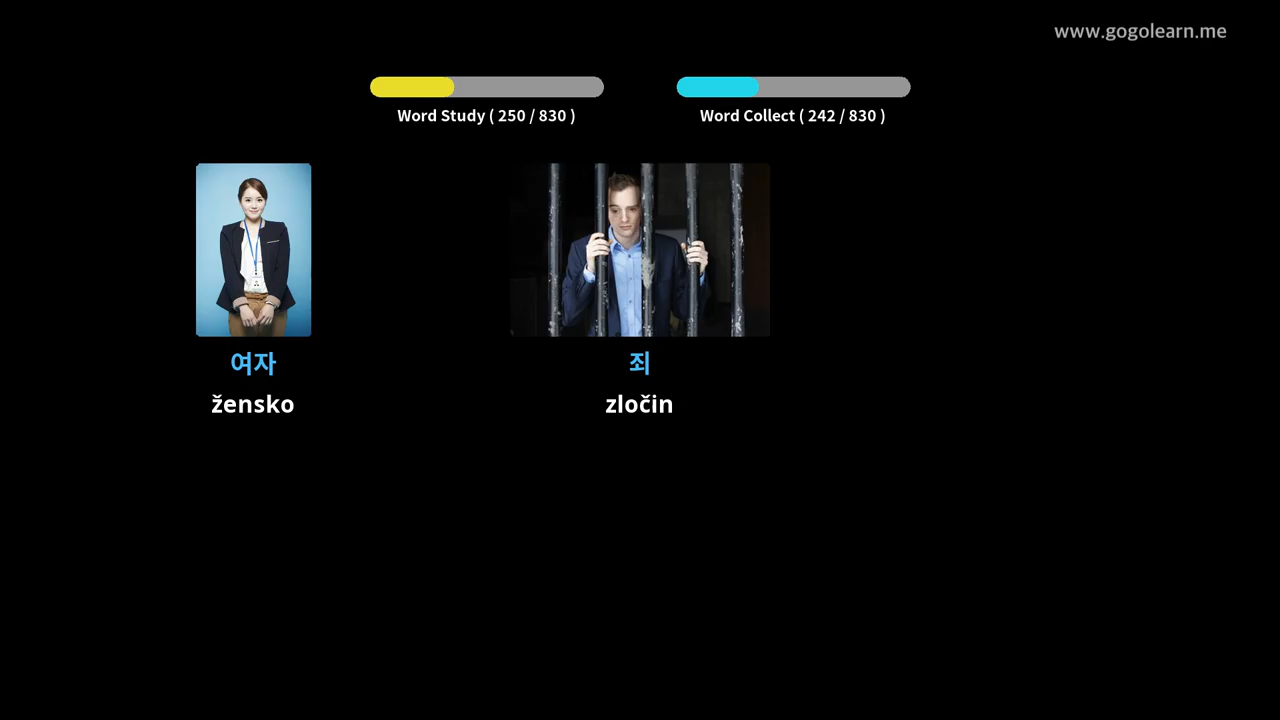 www.gogolearn.me
Word Study ( 250 / 830 )
Word Collect ( 242 / 830 )
여자
žensko
죄
zločin